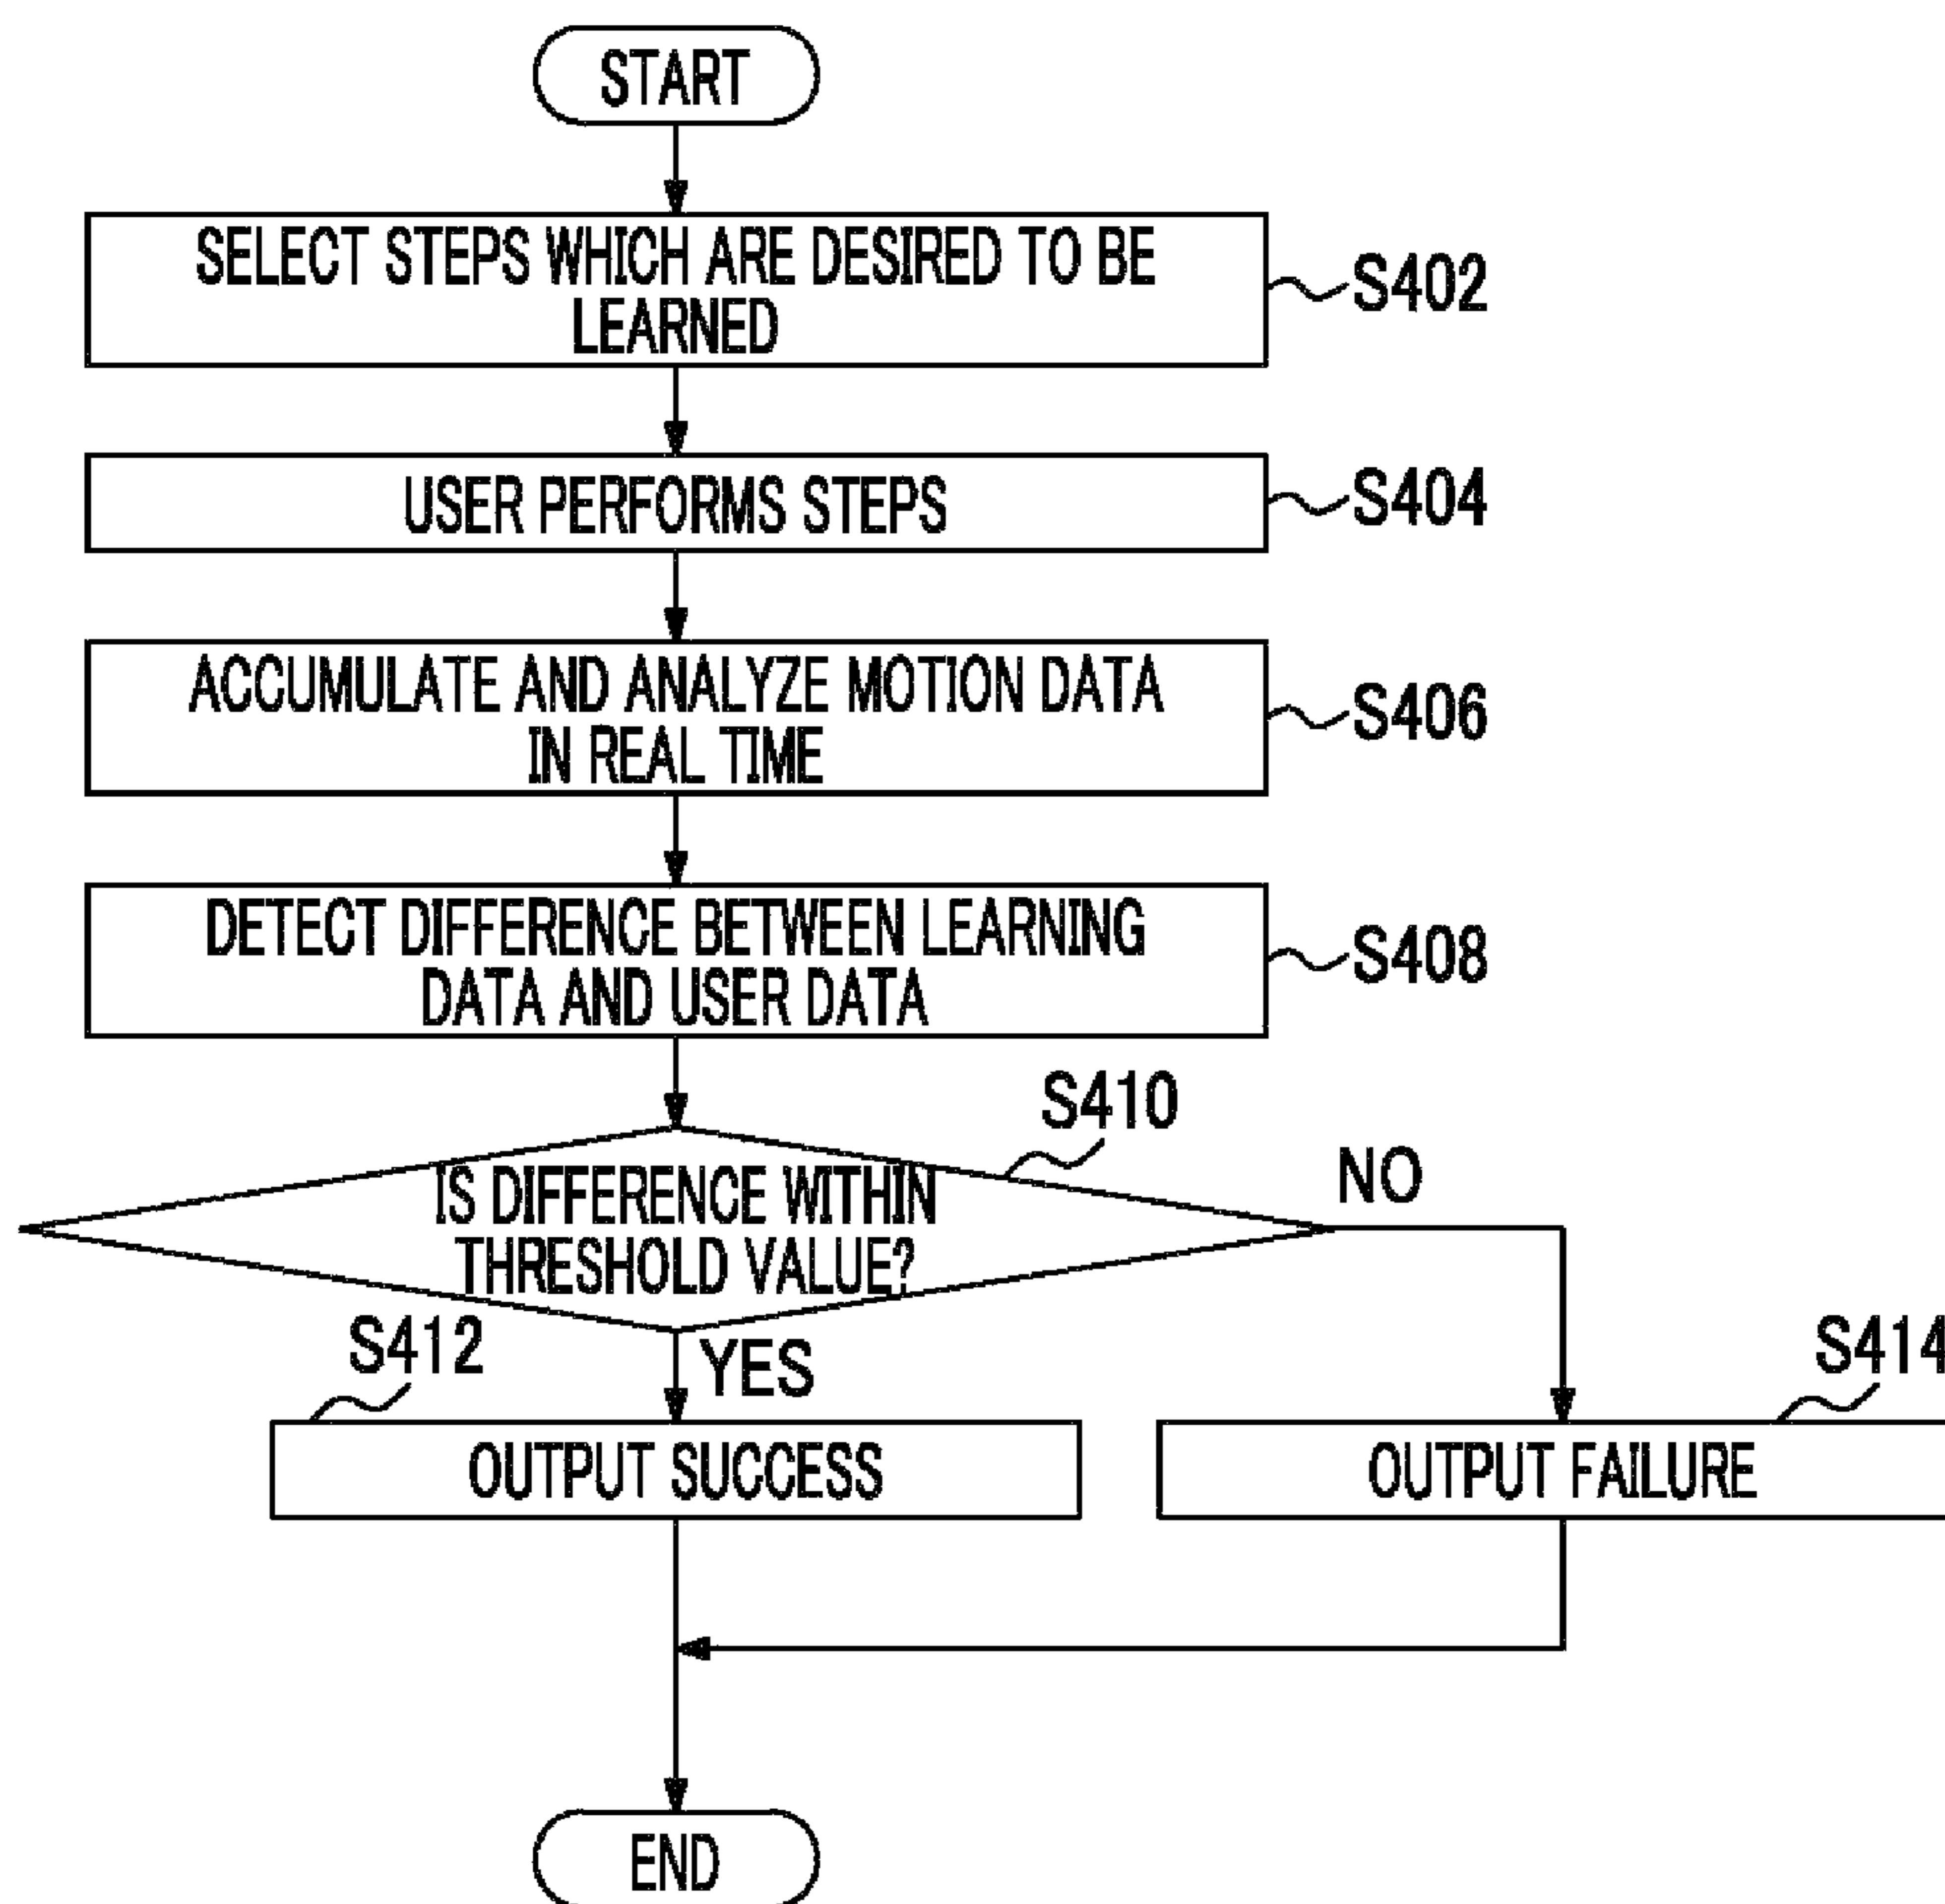 START
SELECT STEPS WHICH ARE DESIRED TO BE
LEARNED
S402
USER PERFORMS STEPS
S404
ACCUMULATE AND ANALYZE MOTION DATA
IN REAL TIME
S406
DETECT DIFFERENCE BETWEEN LEARNING
DATA AND USER DATA
S408
S410
IS DIFFERENCE WITHIN
THRESHOLD VALUE?
NO
YES
S412
OUTPUT SUCCESS
S414
OUTPUT FAILURE
END